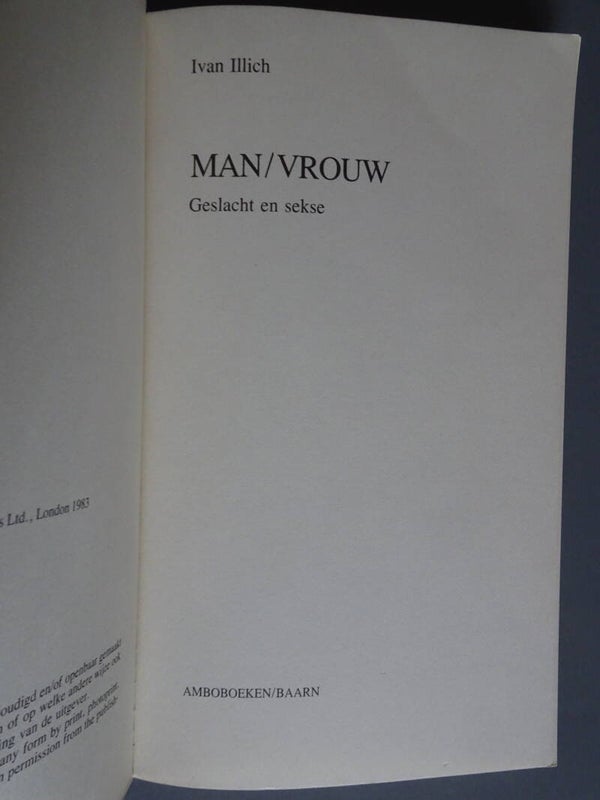 s Ltd., London 1983
oudigd en/of openbaar gemaakt
n of op welke andere wijze ook
ing van de uitgever.
any form by print, photoprint,
n permission from the publish-
Ivan Illich
MAN/VROUW
Geslacht en sekse
AMBOBOEKEN/BAARN